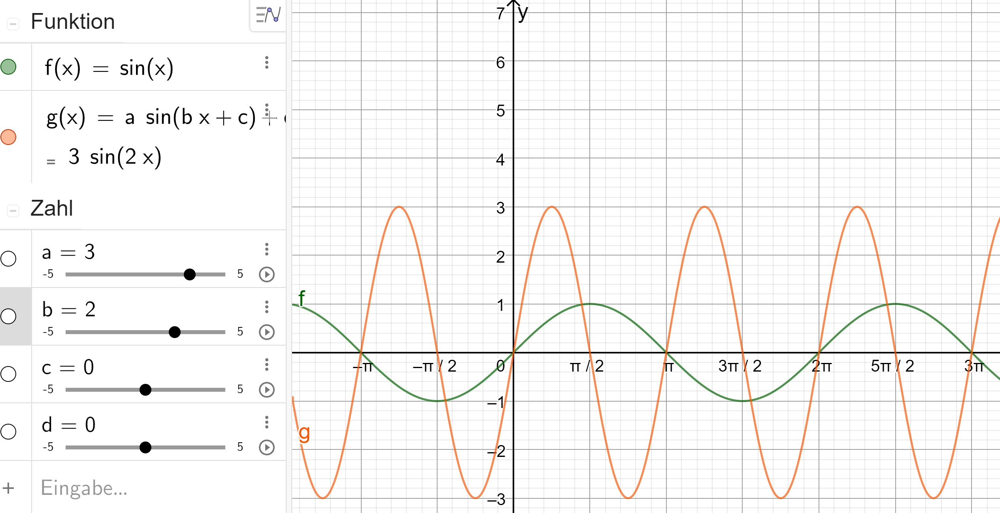 Funktion
f(x) = sin(x)
g(x) = a sin(b x + c) +
= 3 sin(2 x)
Zahl
a = 3
-5 5
b = 2
-5 5
c = 0
-5 5
d = 0
-5 5
+ Eingabe...
y
7
6
5
4
3
2
1
f
–π –π / 2 0 π / 2 π 3π / 2 2π 5π / 2 3π
–1
g
–2
–3